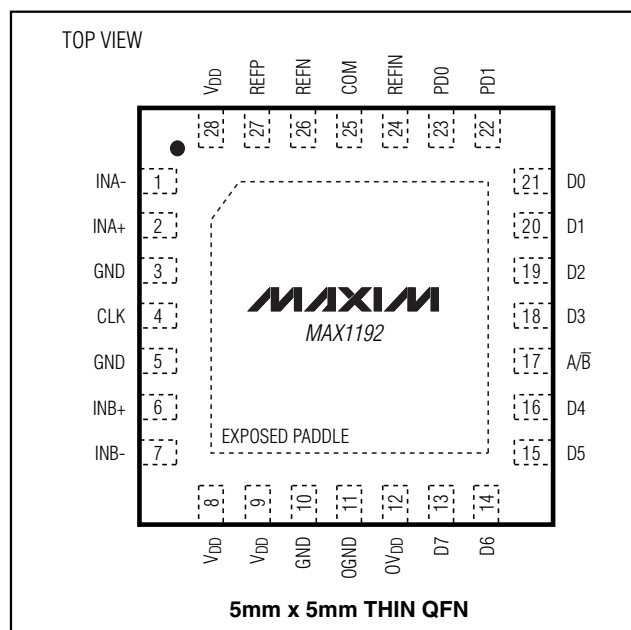 TOP VIEW
VDD
REFP
REFN
COM
REFIN
PD0
PD1
28
27
26
25
24
23
22
INA-
1
INA+
2
GND
3
CLK
4
GND
5
INB+
6
INB-
7
21
D0
20
D1
19
D2
18
D3
17
A/B̅
16
D4
15
D5
MAXIM
MAX1192
EXPOSED PADDLE
8
9
10
11
12
13
14
VDD
VDD
GND
OGND
OVDD
D7
D6
5mm x 5mm THIN QFN